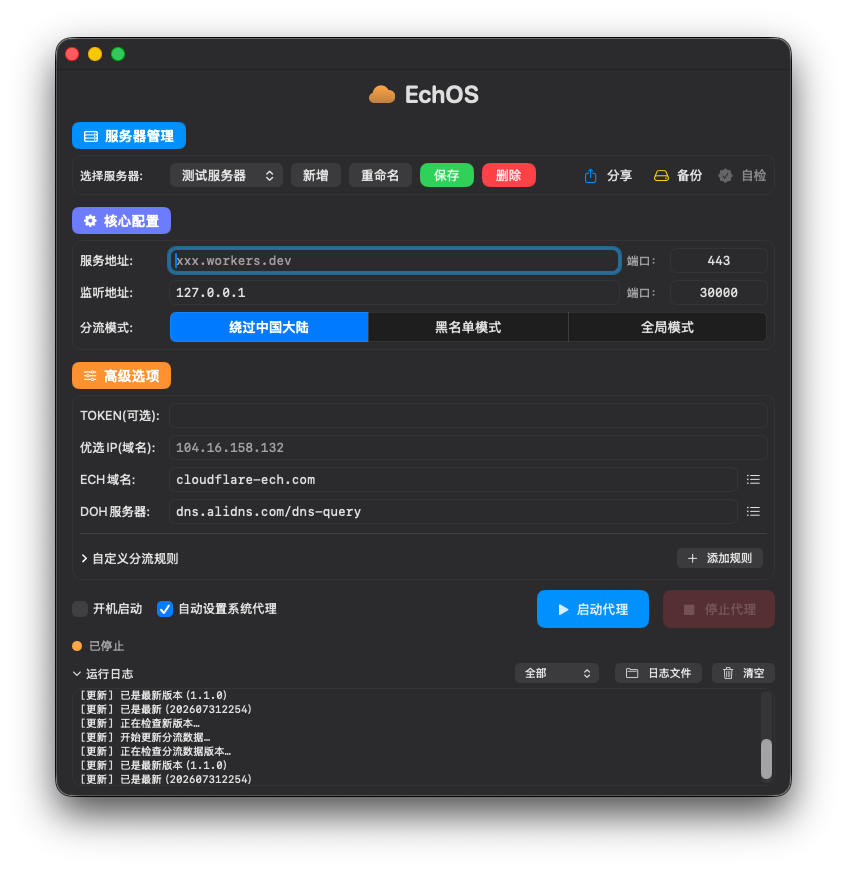 EchOS
服务器管理
选择服务器: 测试服务器 新增 重命名 保存 删除 分享 备份 自检
核心配置
服务地址: xxx.workers.dev 端口: 443
监听地址: 127.0.0.1 端口: 30000
分流模式: 绕过中国大陆 黑名单模式 全局模式
高级选项
TOKEN(可选):
优选IP(域名): 104.16.158.132
ECH域名: cloudflare-ech.com
DOH服务器: dns.alidns.com/dns-query
自定义分流规则 + 添加规则
开机启动 自动设置系统代理 启动代理 停止代理
已停止
运行日志 全部 日志文件 清空
[更新] 已是最新版本 (1.1.0)
[更新] 已是最新 (202607312254)
[更新] 正在检查新版本…
[更新] 开始更新分流数据…
[更新] 正在检查分流数据版本…
[更新] 已是最新版本 (1.1.0)
[更新] 已是最新 (202607312254)